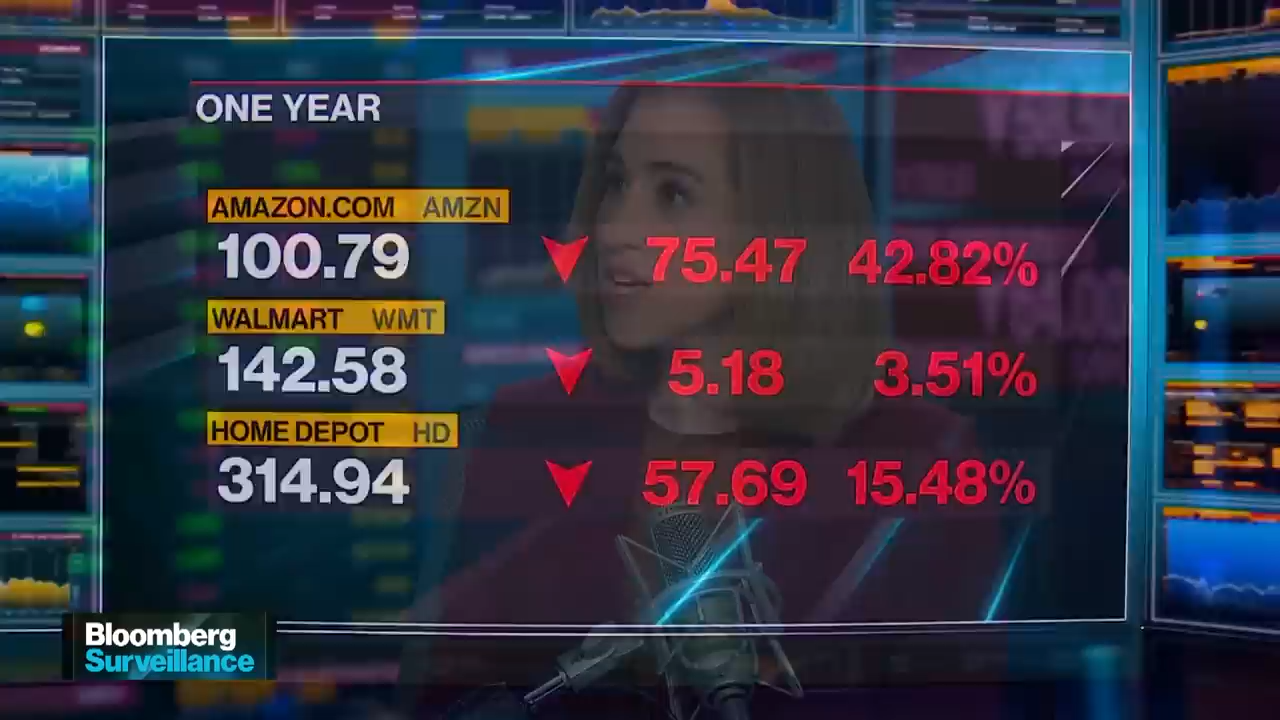 ONE YEAR
AMAZON.COM AMZN
100.79 75.47 42.82%
WALMART WMT
142.58 5.18 3.51%
HOME DEPOT HD
314.94 57.69 15.48%
Bloomberg
Surveillance